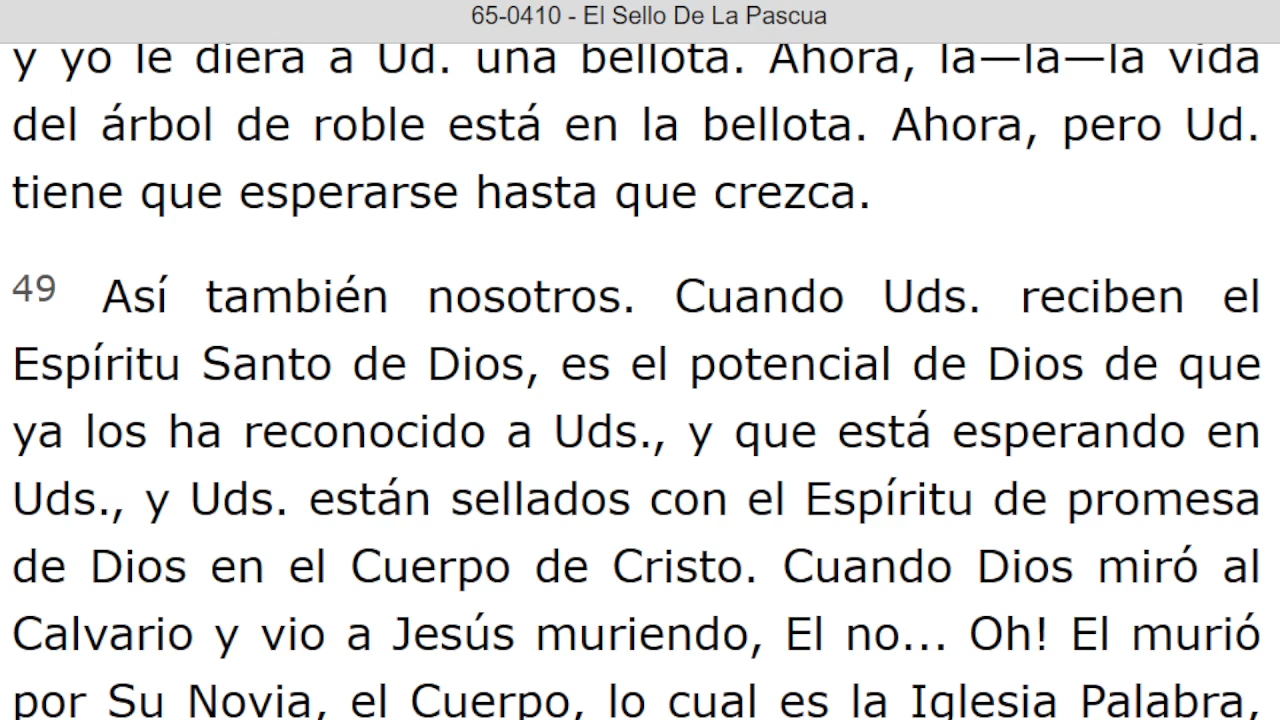 65-0410 - El Sello De La Pascua
y yo le diera a Ud. una bellota. Ahora, la—la—la vida
del árbol de roble está en la bellota. Ahora, pero Ud.
tiene que esperarse hasta que crezca.
49 Así también nosotros. Cuando Uds. reciben el
Espíritu Santo de Dios, es el potencial de Dios de que
ya los ha reconocido a Uds., y que está esperando en
Uds., y Uds. están sellados con el Espíritu de promesa
de Dios en el Cuerpo de Cristo. Cuando Dios miró al
Calvario y vio a Jesús muriendo, El no... Oh! El murió
por Su Novia, el Cuerpo, lo cual es la Iglesia Palabra,